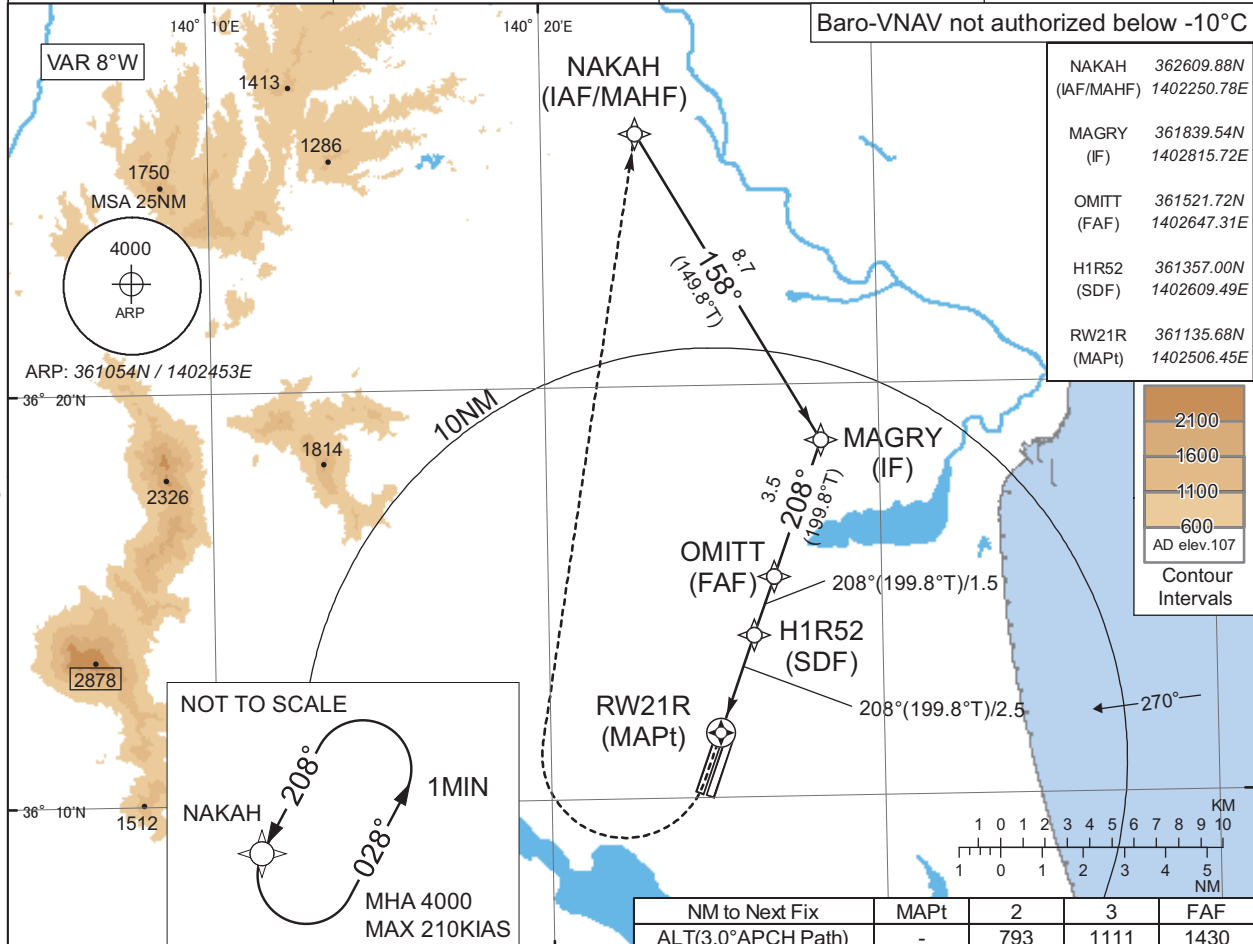 140° 10'E
140° 20'E
Baro-VNAV not authorized below -10°C
VAR 8°W
1413
1286
1750
MSA 25NM
4000
ARP
ARP: 361054N / 1402453E
36° 20'N
NAKAH
(IAF/MAHF)
8.7
158°
(149.8°T)
NAKAH 362609.88N
(IAF/MAHF) 1402250.78E
MAGRY 361839.54N
(IF) 1402815.72E
OMITT 361521.72N
(FAF) 1402647.31E
H1R52 361357.00N
(SDF) 1402609.49E
RW21R 361135.68N
(MAPt) 1402506.45E
2100
1600
1100
600
AD elev.107
Contour
Intervals
10NM
1814
2326
MAGRY
(IF)
3.5
208°
(199.8°T)
OMITT
(FAF)
208°(199.8°T)/1.5
H1R52
(SDF)
208°(199.8°T)/2.5
270°
RW21R
(MAPt)
2878
36° 10'N
1512
NOT TO SCALE
208°
1MIN
NAKAH
028°
MHA 4000
MAX 210KIAS
KM
1 0 1 2 3 4 5 6 7 8 9 10
1 0 1 2 3 4 5
NM
NM to Next Fix MAPt 2 3 FAF
ALT(3.0°APCH Path) - 793 1111 1430